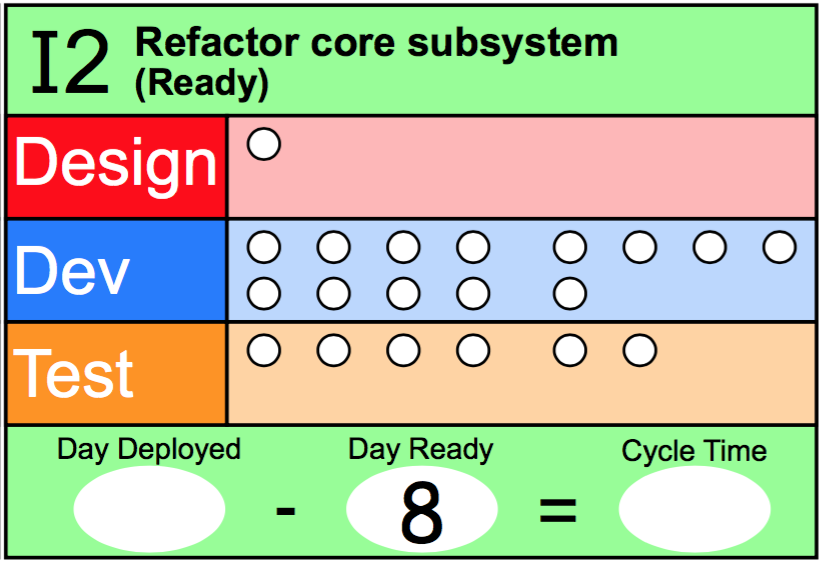 I2 Refactor core subsystem
(Ready)
Design
Dev
Test
Day Deployed Day Ready Cycle Time
- 8 =